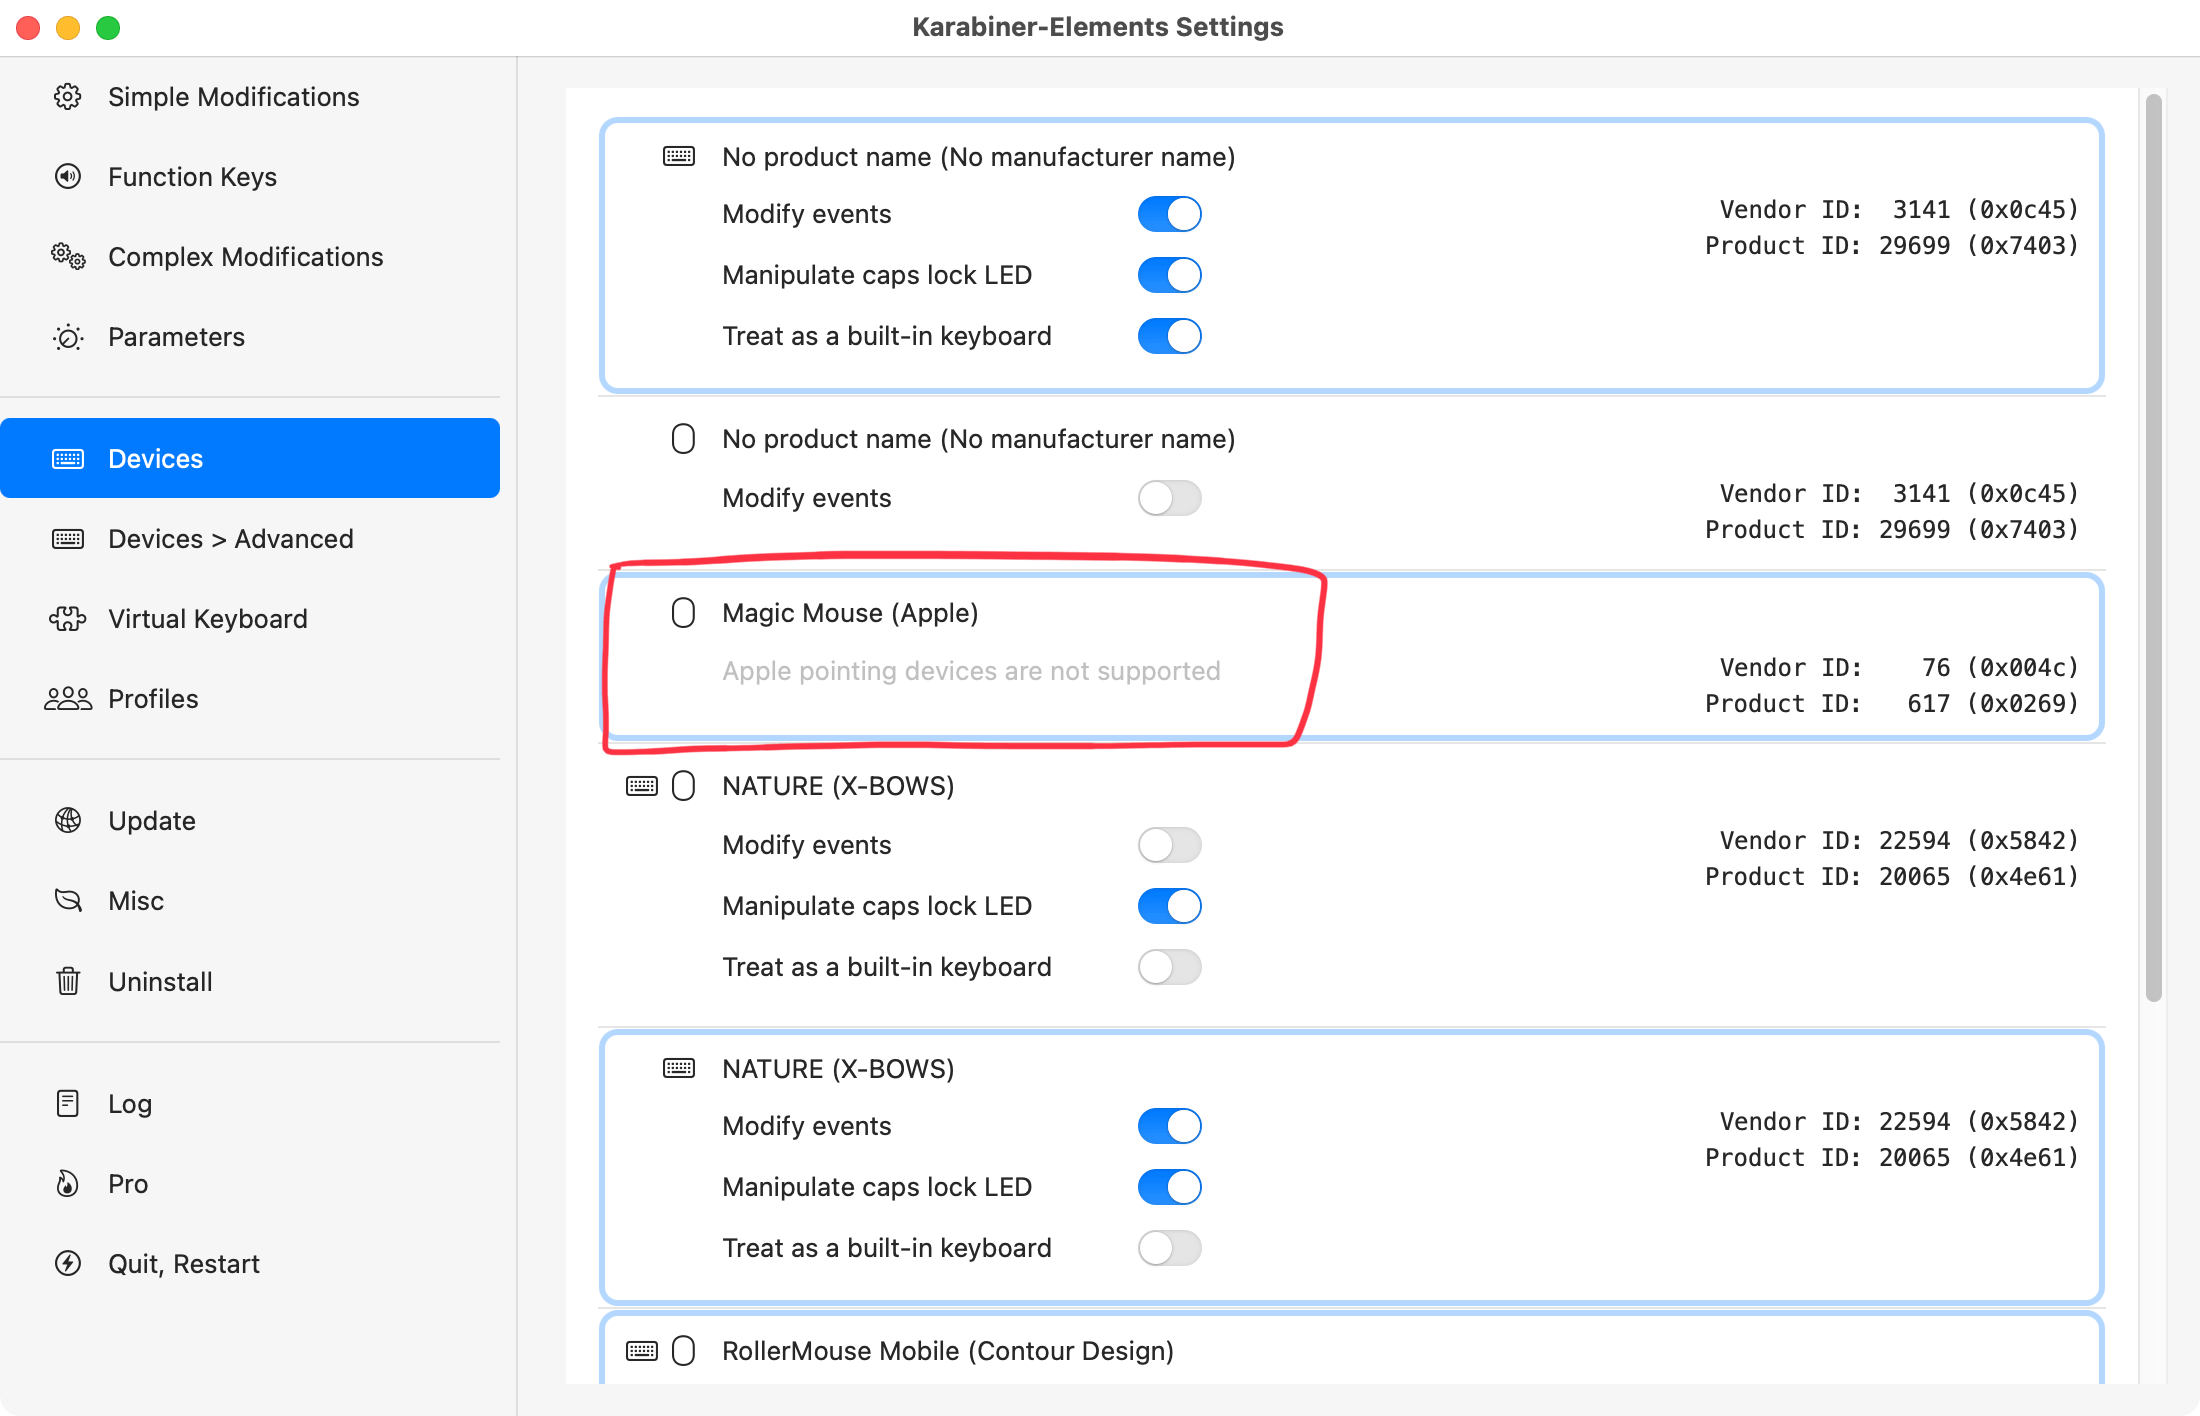 Karabiner-Elements Settings
Simple Modifications
Function Keys
Complex Modifications
Parameters
Devices
Devices > Advanced
Virtual Keyboard
Profiles
Update
Misc
Uninstall
Log
Pro
Quit, Restart
No product name (No manufacturer name)
Modify events
Manipulate caps lock LED
Treat as a built-in keyboard
Vendor ID: 3141 (0x0c45)
Product ID: 29699 (0x7403)
No product name (No manufacturer name)
Modify events
Vendor ID: 3141 (0x0c45)
Product ID: 29699 (0x7403)
Magic Mouse (Apple)
Apple pointing devices are not supported
Vendor ID: 76 (0x004c)
Product ID: 617 (0x0269)
NATURE (X-BOWS)
Modify events
Manipulate caps lock LED
Treat as a built-in keyboard
Vendor ID: 22594 (0x5842)
Product ID: 20065 (0x4e61)
NATURE (X-BOWS)
Modify events
Manipulate caps lock LED
Treat as a built-in keyboard
Vendor ID: 22594 (0x5842)
Product ID: 20065 (0x4e61)
RollerMouse Mobile (Contour Design)